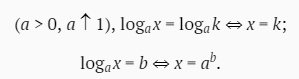 (a > 0, a ↑ 1), logₐx = logₐk ⇔ x = k;
logₐx = b ⇔ x = aᵇ.